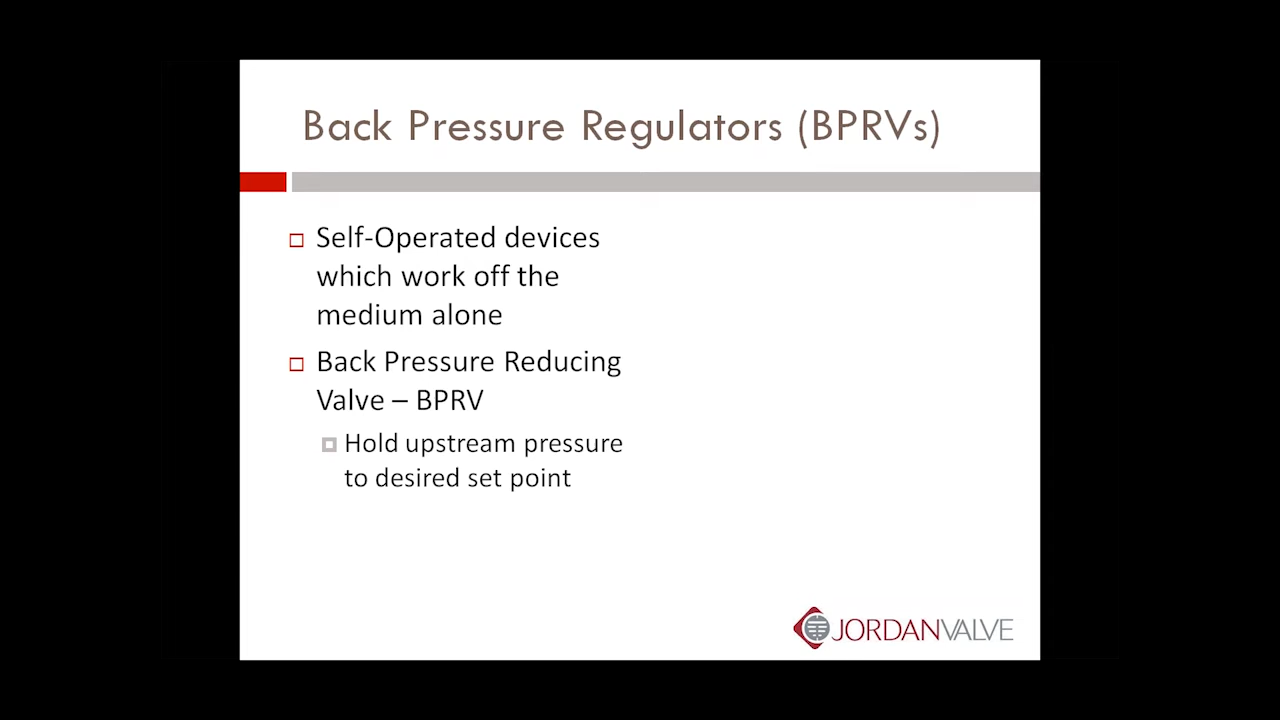 Back Pressure Regulators (BPRVs)
Self-Operated devices
which work off the
medium alone
Back Pressure Reducing
Valve – BPRV
Hold upstream pressure
to desired set point
JORDANVALVE